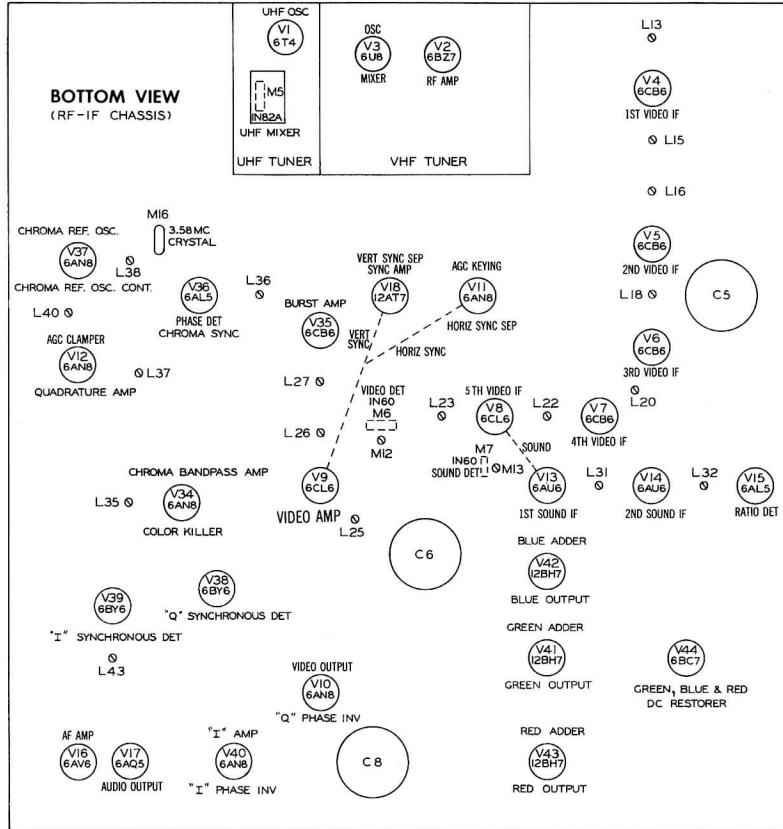 UHF OSC
V1
6T4
M5
IN82A
UHF MIXER
UHF TUNER
OSC
V3
6U8
MIXER
V2
6BZ7
RF AMP
VHF TUNER
BOTTOM VIEW
(RF-IF CHASSIS)
L13
V4
6CB6
1ST VIDEO IF
L15
L16
V5
6CB6
2ND VIDEO IF
L18
C5
V6
6CB6
3RD VIDEO IF
L20
M16
3.58MC
CRYSTAL
CHROMA REF. OSC.
V37
6AN8
CHROMA REF. OSC. CONT.
L38
L40
V36
6AL5
PHASE DET
CHROMA SYNC
L36
AGC CLAMPER
V12
6AN8
QUADRATURE AMP
L37
BURST AMP
V35
6CB6
VERT SYNC SEP
SYNC AMP
V18
12AT7
AGC KEYING
V11
6AN8
HORIZ SYNC SEP
VERT
SYNC
HORIZ SYNC
L27
L26
VIDEO DET
IN60
M6
M12
L23
5TH VIDEO IF
V8
6CL6
L22
V7
6CB6
4TH VIDEO IF
SOUND
M7
IN60
SOUND DET
M13
CHROMA BANDPASS AMP
L35
V34
6AN8
COLOR KILLER
V9
6CL6
VIDEO AMP
L25
V13
6AU6
1ST SOUND IF
L31
V14
6AU6
2ND SOUND IF
L32
V15
6AL5
RATIO DET
C6
BLUE ADDER
V42
12BH7
BLUE OUTPUT
V39
6BY6
"I" SYNCHRONOUS DET
V38
6BY6
"Q" SYNCHRONOUS DET
L43
GREEN ADDER
V41
12BH7
GREEN OUTPUT
V44
6BC7
GREEN, BLUE & RED
DC RESTORER
VIDEO OUTPUT
V10
6AN8
"Q" PHASE INV
AF AMP
V16
6AV6
V17
6AQ5
AUDIO OUTPUT
"I" AMP
V40
6AN8
"I" PHASE INV
C8
RED ADDER
V43
12BH7
RED OUTPUT